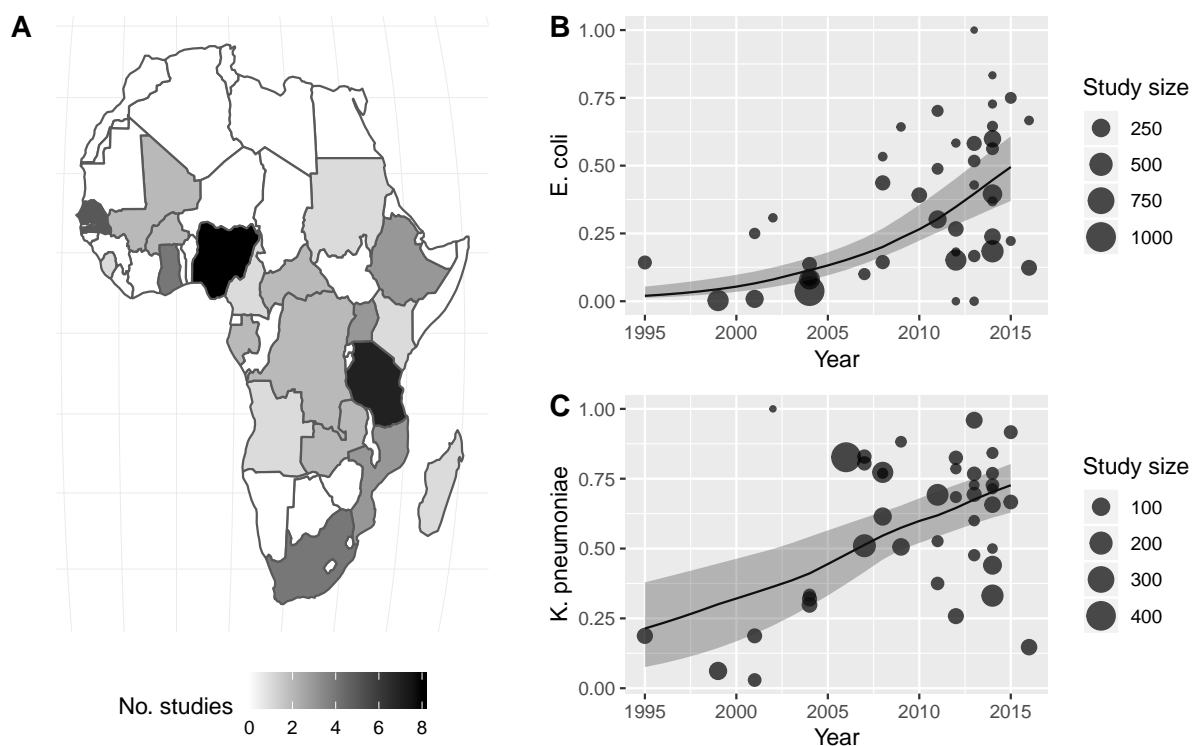 A
No. studies
0 2 4 6 8
B
E. coli
1.00
0.75
0.50
0.25
0.00
1995 2000 2005 2010 2015
Year
Study size
250
500
750
1000
C
K. pneumoniae
1.00
0.75
0.50
0.25
0.00
1995 2000 2005 2010 2015
Year
Study size
100
200
300
400